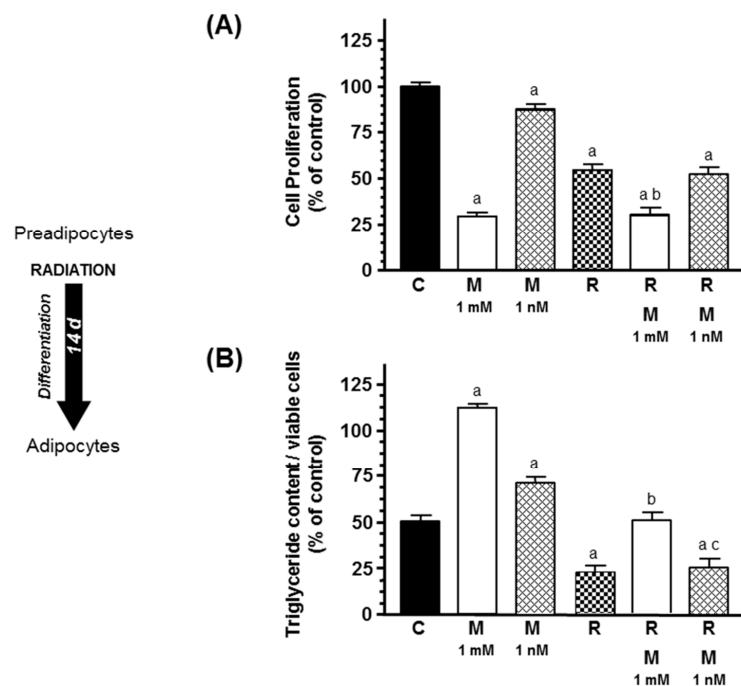 (A)
Cell Proliferation
(% of control)
125
100
75
50
25
0
a
a
a
a b
a
C
M
1 mM
M
1 nM
R
R
M
1 mM
R
M
1 nM
Preadipocytes
RADIATION
Differentiation
14 d
Adipocytes
(B)
Triglyceride content / viable cells
(% of control)
125
100
75
50
25
0
a
a
a
b
a c
C
M
1 mM
M
1 nM
R
R
M
1 mM
R
M
1 nM